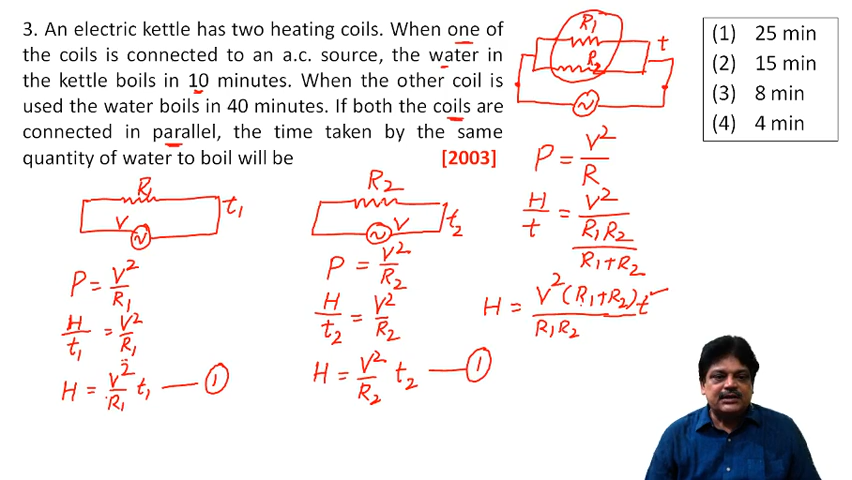 3. An electric kettle has two heating coils. When one of
the coils is connected to an a.c. source, the water in
the kettle boils in 10 minutes. When the other coil is
used the water boils in 40 minutes. If both the coils are
connected in parallel, the time taken by the same
quantity of water to boil will be [2003]
(1) 25 min
(2) 15 min
(3) 8 min
(4) 4 min
R₁
R₂
t
R₁
V
t₁
P = V²/R₁
H/t₁ = V²/R₁
H = V²/R₁ t₁ — ①
R₂
V
t₂
P = V²/R₂
H/t₂ = V²/R₂
H = V²/R₂ t₂ — ①
P = V²/R
H/t = V²/(R₁R₂/(R₁+R₂))
H = V²(R₁+R₂)t/R₁R₂